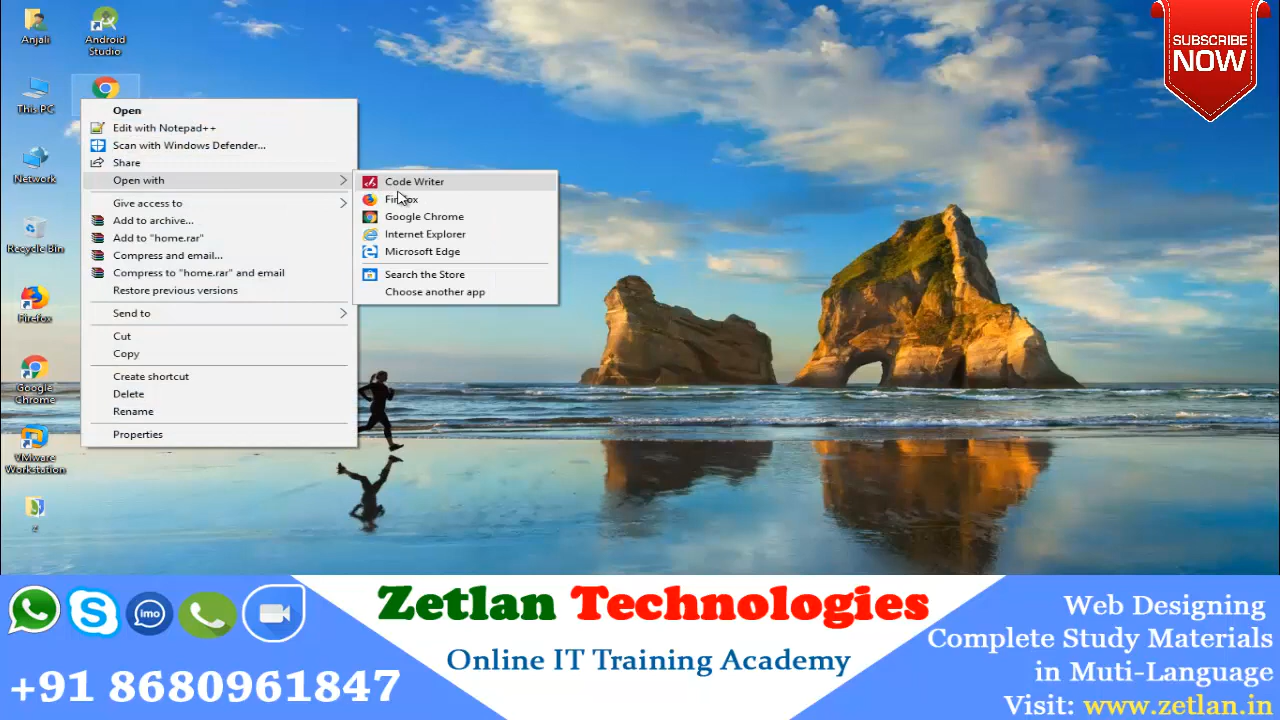 Anjali
Android
Studio
This PC
Network
Recycle Bin
Firefox
Google
Chrome
VMware
Workstation
Open
Edit with Notepad++
Scan with Windows Defender...
Share
Open with
Give access to
Add to archive...
Add to "home.rar"
Compress and email...
Compress to "home.rar" and email
Restore previous versions
Send to
Cut
Copy
Create shortcut
Delete
Rename
Properties
Code Writer
Firefox
Google Chrome
Internet Explorer
Microsoft Edge
Search the Store
Choose another app
SUBSCRIBE
NOW
imo
+91 8680961847
Zetlan Technologies
Online IT Training Academy
Web Designing
Complete Study Materials
in Muti-Language
Visit: www.zetlan.in